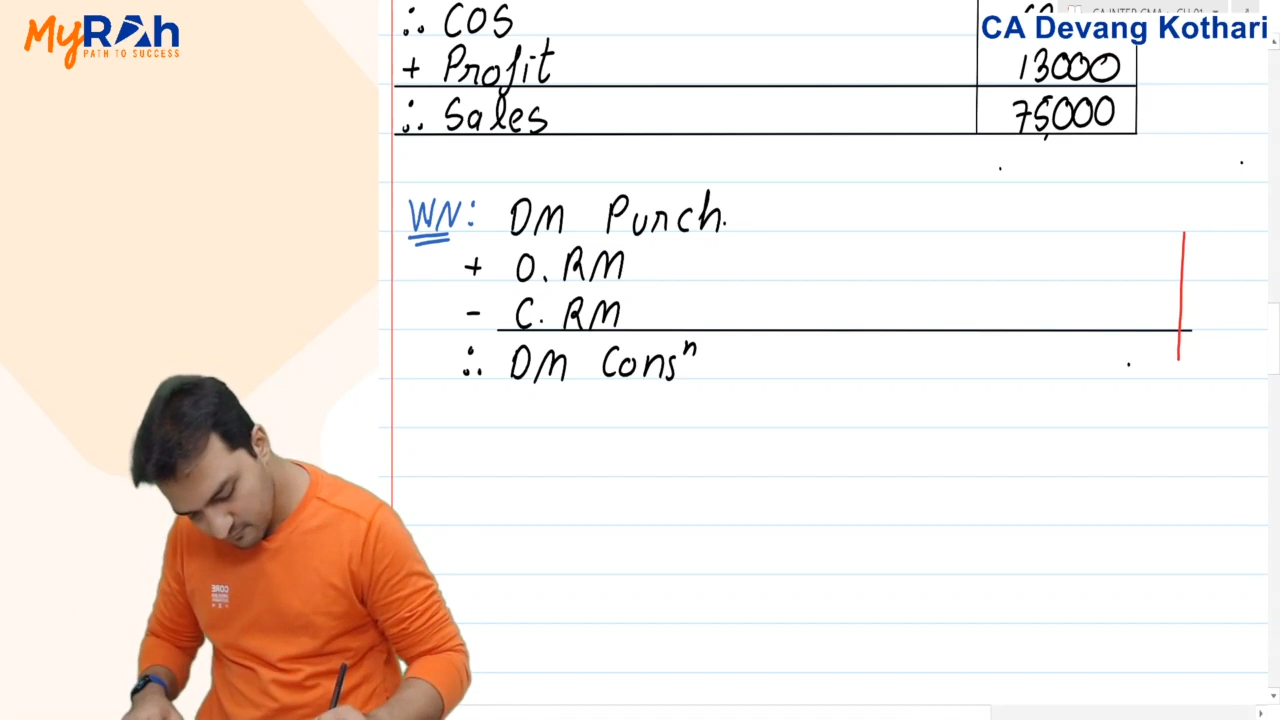 MyRAh
PATH TO SUCCESS
CA Devang Kothari
∴ COS
+ Profit 13000
∴ Sales 75000
WN: DM Purch.
+ O. RM
- C. RM
∴ DM Consⁿ
CORE